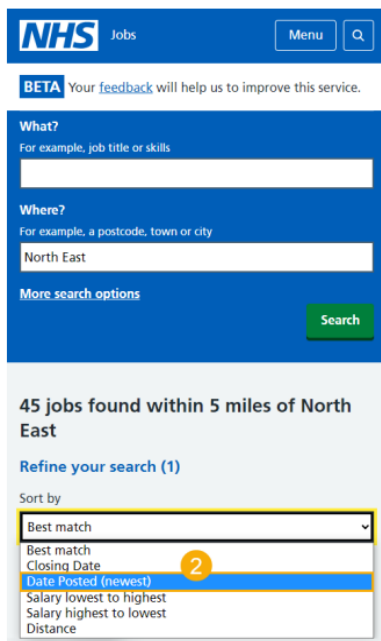 NHS Jobs Menu
BETA Your feedback will help us to improve this service.
What?
For example, job title or skills
Where?
For example, a postcode, town or city
North East
More search options
Search
45 jobs found within 5 miles of North
East
Refine your search (1)
Sort by
Best match
Best match
Closing Date
2
Date Posted (newest)
Salary lowest to highest
Salary highest to lowest
Distance